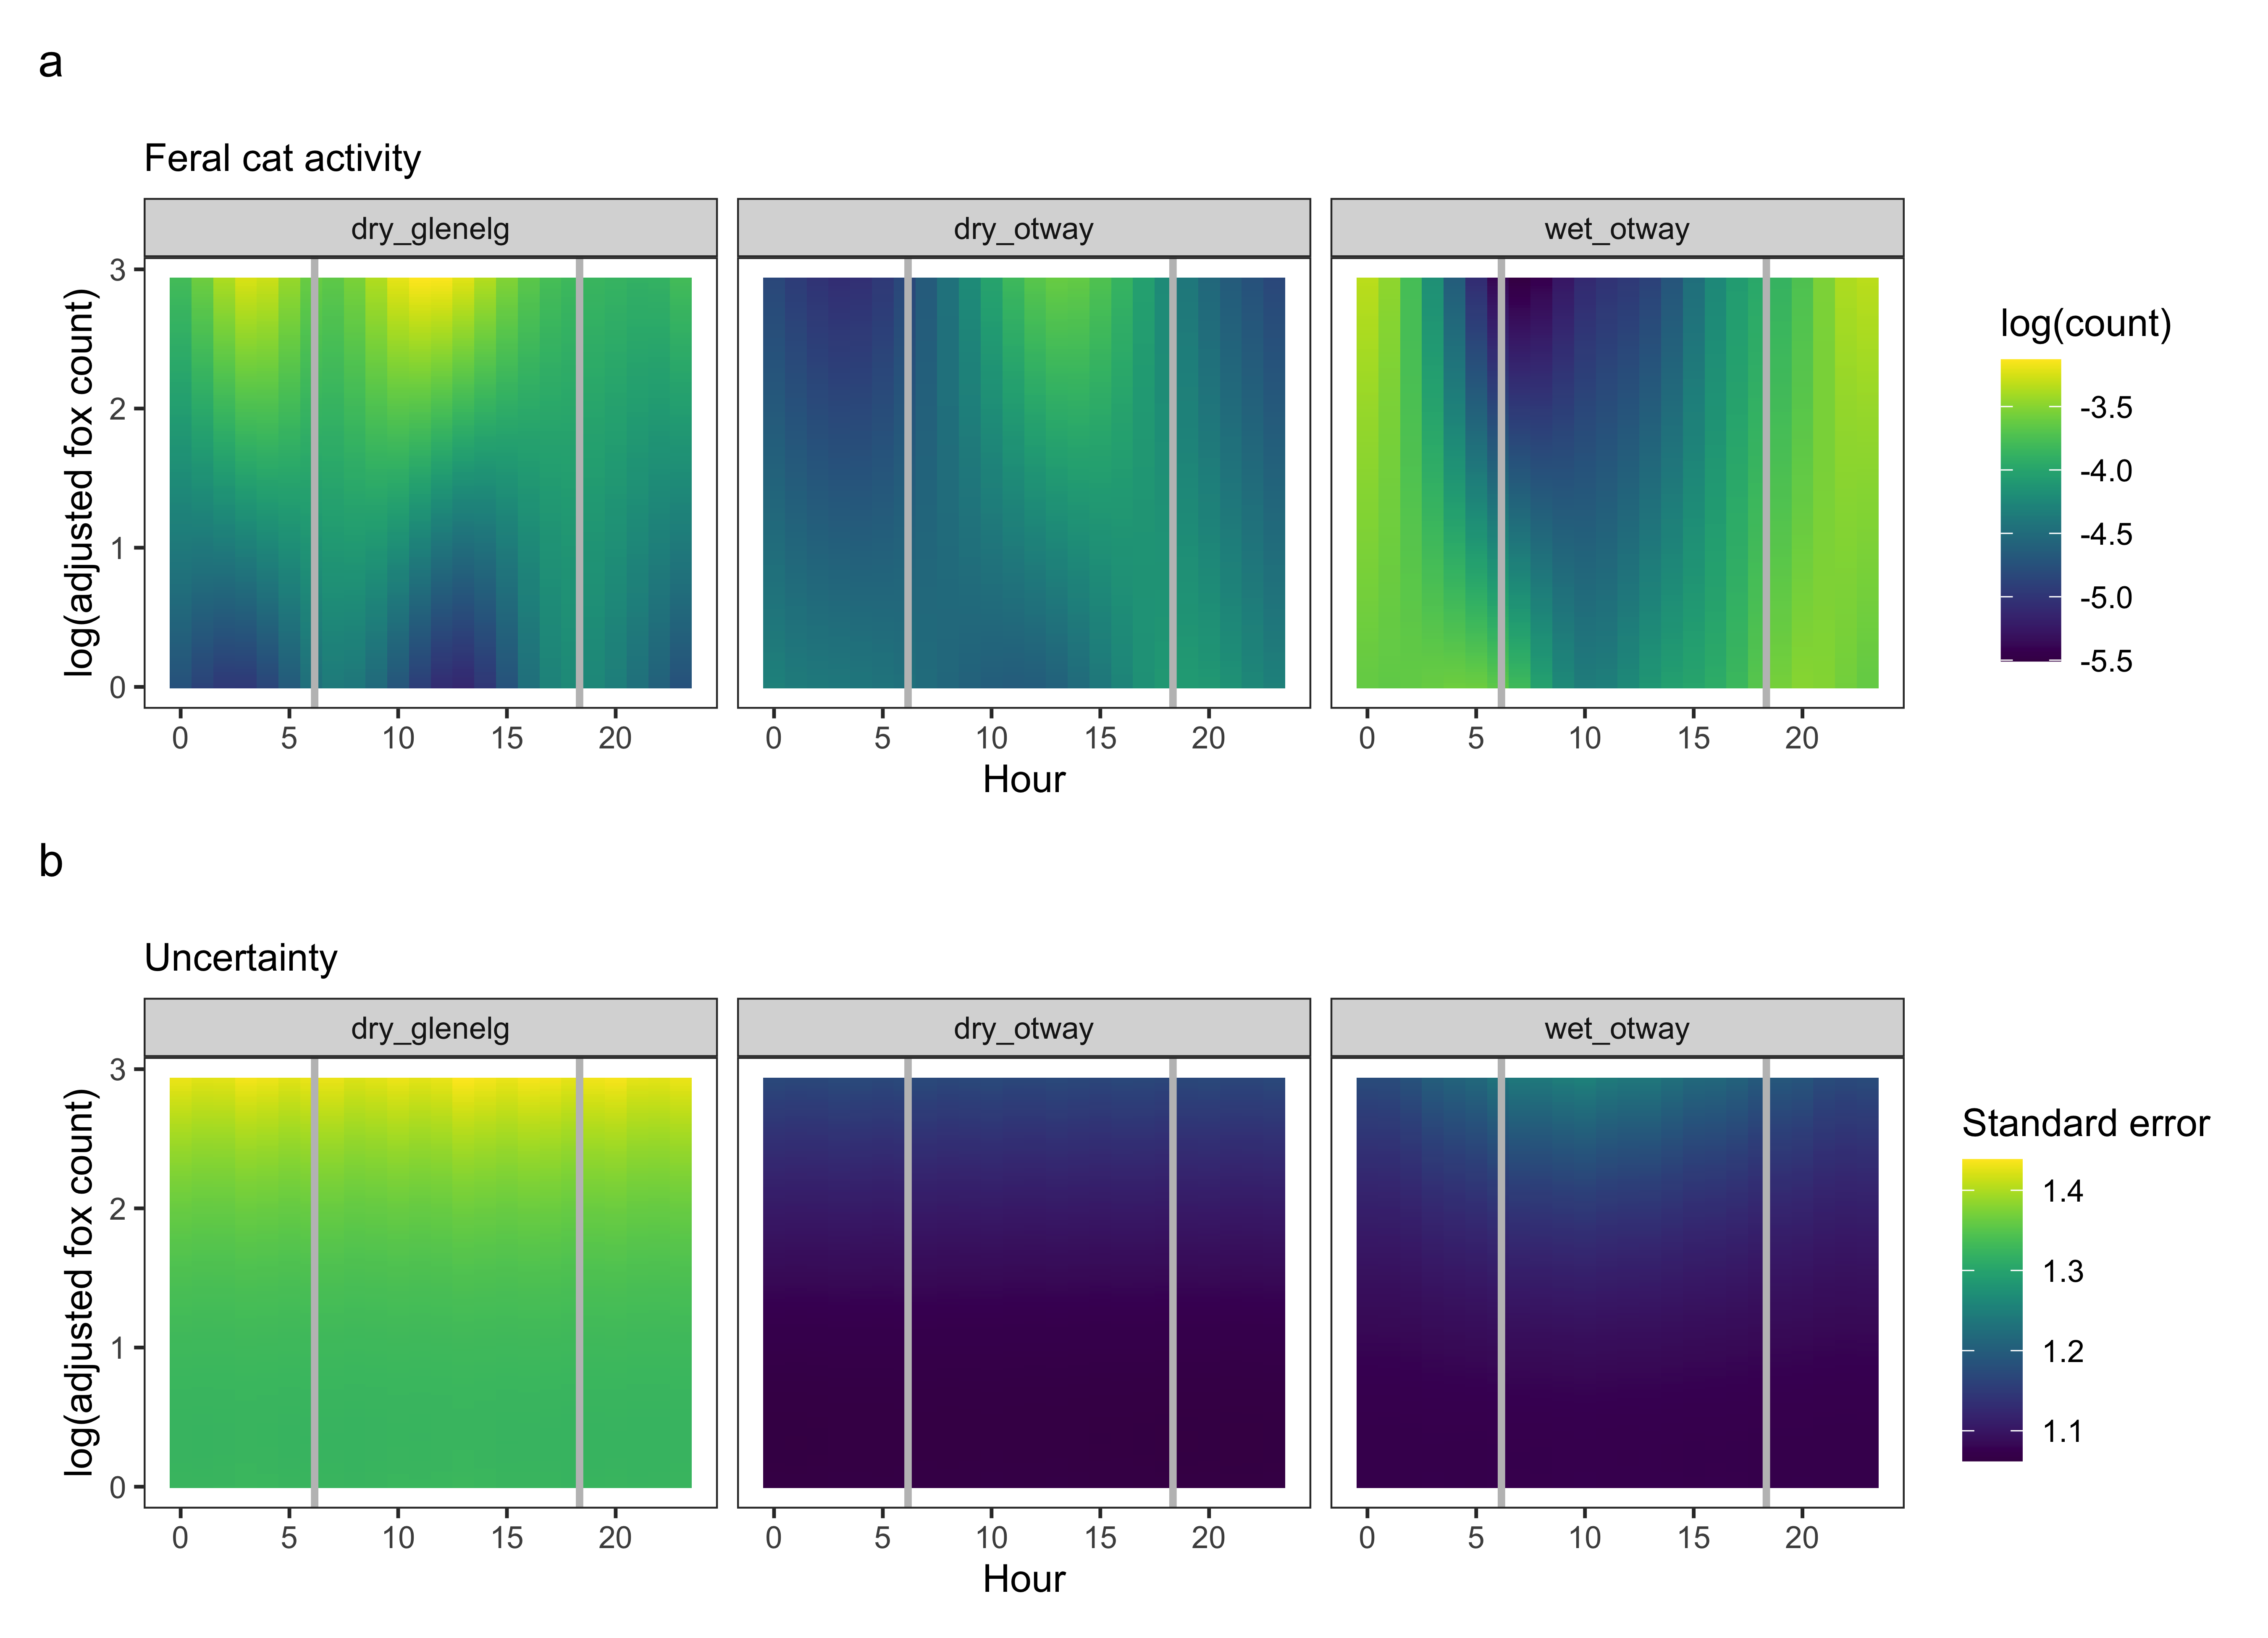 a
Feral cat activity
dry_glenelg dry_otway wet_otway
log(adjusted fox count)
3
2
1
0
0 5 10 15 20 0 5 10 15 20 0 5 10 15 20
Hour
log(count)
-3.5
-4.0
-4.5
-5.0
-5.5
b
Uncertainty
dry_glenelg dry_otway wet_otway
log(adjusted fox count)
3
2
1
0
0 5 10 15 20 0 5 10 15 20 0 5 10 15 20
Hour
Standard error
1.4
1.3
1.2
1.1